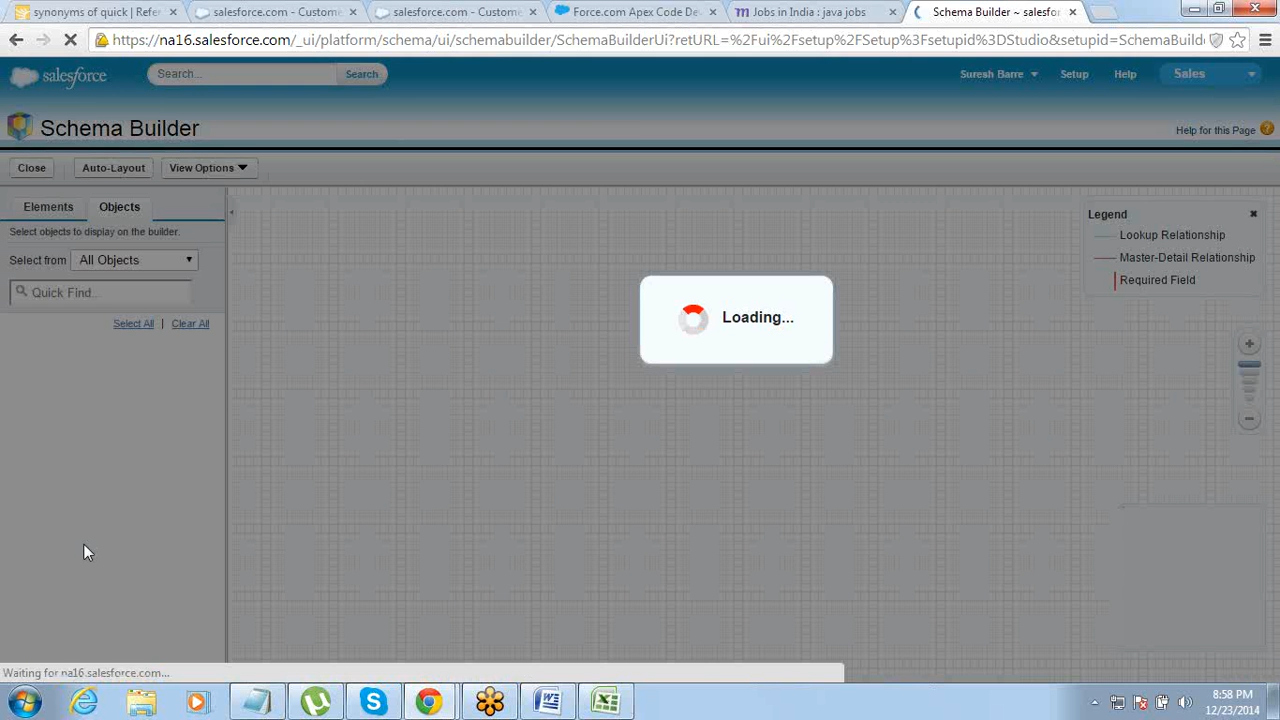 synonyms of quick | Refer
salesforce.com - Custome
salesforce.com - Custome
Force.com Apex Code De
Jobs in India : java jobs
Schema Builder ~ salesfor
https://na16.salesforce.com/_ui/platform/schema/ui/schemabuilder/SchemaBuilderUi?retURL=%2Fui%2Fsetup%2FSetup%3Fsetupid%3DStudio&setupid=SchemaBuild
salesforce
Search...
Search
Suresh Barre
Setup
Help
Sales
Schema Builder
Help for this Page
Close
Auto-Layout
View Options
Elements
Objects
Select objects to display on the builder.
Select from
All Objects
Quick Find...
Select All | Clear All
Legend
Lookup Relationship
Master-Detail Relationship
Required Field
Loading...
Waiting for na16.salesforce.com...
8:58 PM
12/23/2014